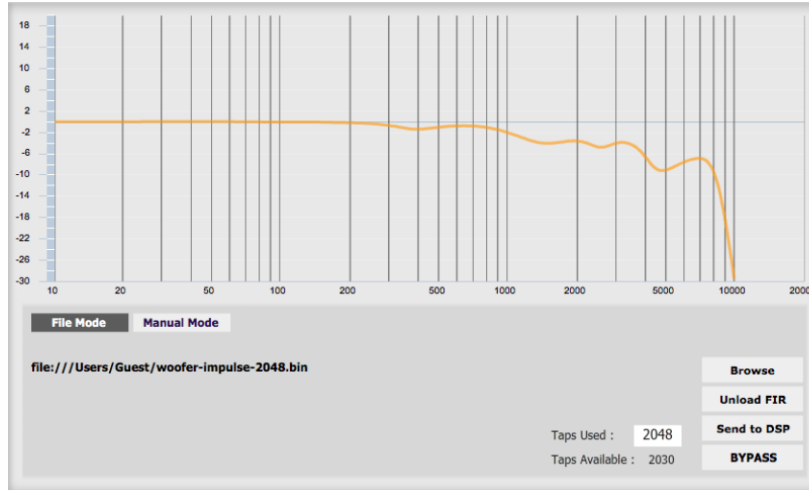 18
14
10
6
2
-2
-6
-10
-14
-18
-22
-26
-30
10 20 50 100 200 500 1000 2000 5000 10000 2000
File Mode Manual Mode
file:///Users/Guest/woofer-impulse-2048.bin
Browse
Unload FIR
Taps Used : 2048 Send to DSP
Taps Available : 2030 BYPASS